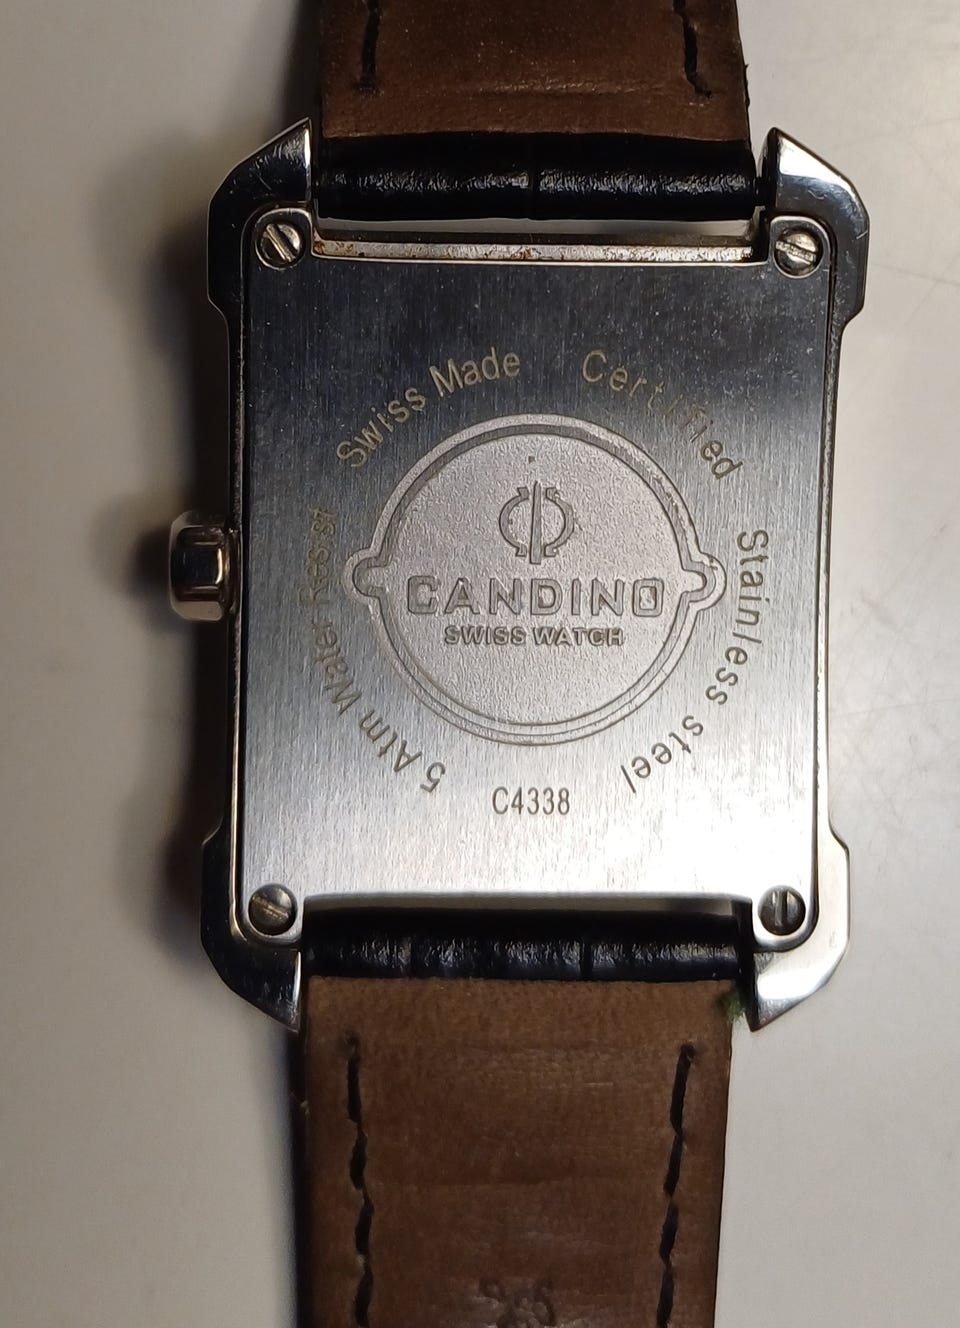 Swiss Made
Certified
Stainless steel
5 Atm Water Resist
CANDINO
SWISS WATCH
C4338